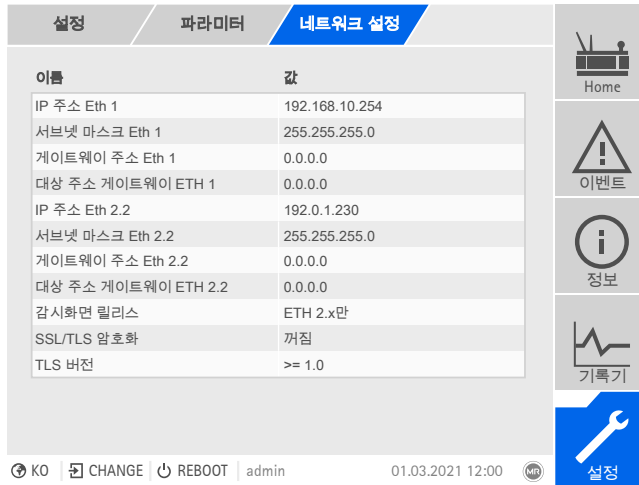 설정 파라미터 네트워크 설정
이름 값
IP 주소 Eth 1 192.168.10.254
서브넷 마스크 Eth 1 255.255.255.0
게이트웨이 주소 Eth 1 0.0.0.0
대상 주소 게이트웨이 ETH 1 0.0.0.0
IP 주소 Eth 2.2 192.0.1.230
서브넷 마스크 Eth 2.2 255.255.255.0
게이트웨이 주소 Eth 2.2 0.0.0.0
대상 주소 게이트웨이 ETH 2.2 0.0.0.0
감시화면 릴리스 ETH 2.x만
SSL/TLS 암호화 꺼짐
TLS 버전 >= 1.0
Home
이벤트
정보
기록기
설정
KO CHANGE REBOOT admin 01.03.2021 12:00 MR